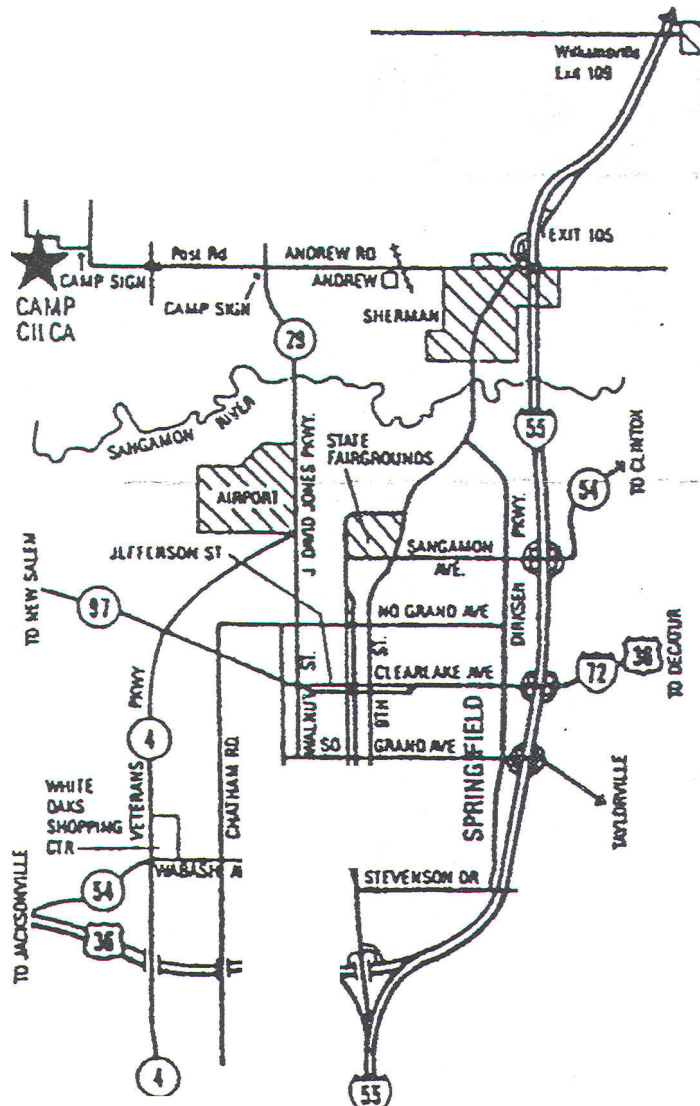 Williamsville
Exit 109
EXIT 105
Post Rd
ANDREW RD.
CAMP SIGN
ANDREW
CAMP SIGN
CAMP
CILCA
SHERMAN
29
SANGAMON
RIVER
55
STATE
FAIRGROUNDS
54
TO CLINTON
J DAVID JONES PKWY.
AIRPORT
PKWY.
SANGAMON
AVE.
JEFFERSON ST
DIRKSEN
TO NEW SALEM
97
NO GRAND AVE
ST.
CLEARLAKE AVE
72
36
TO DECATUR
PKWY
WALNUT ST.
9TH
4
SO
GRAND AVE
SPRINGFIELD
TAYLORVILLE
WHITE
OAKS
SHOPPING
CTR
VETERANS
CHATHAM RD.
WABASH
54
STEVENSON DR
TO JACKSONVILLE
36
4
55